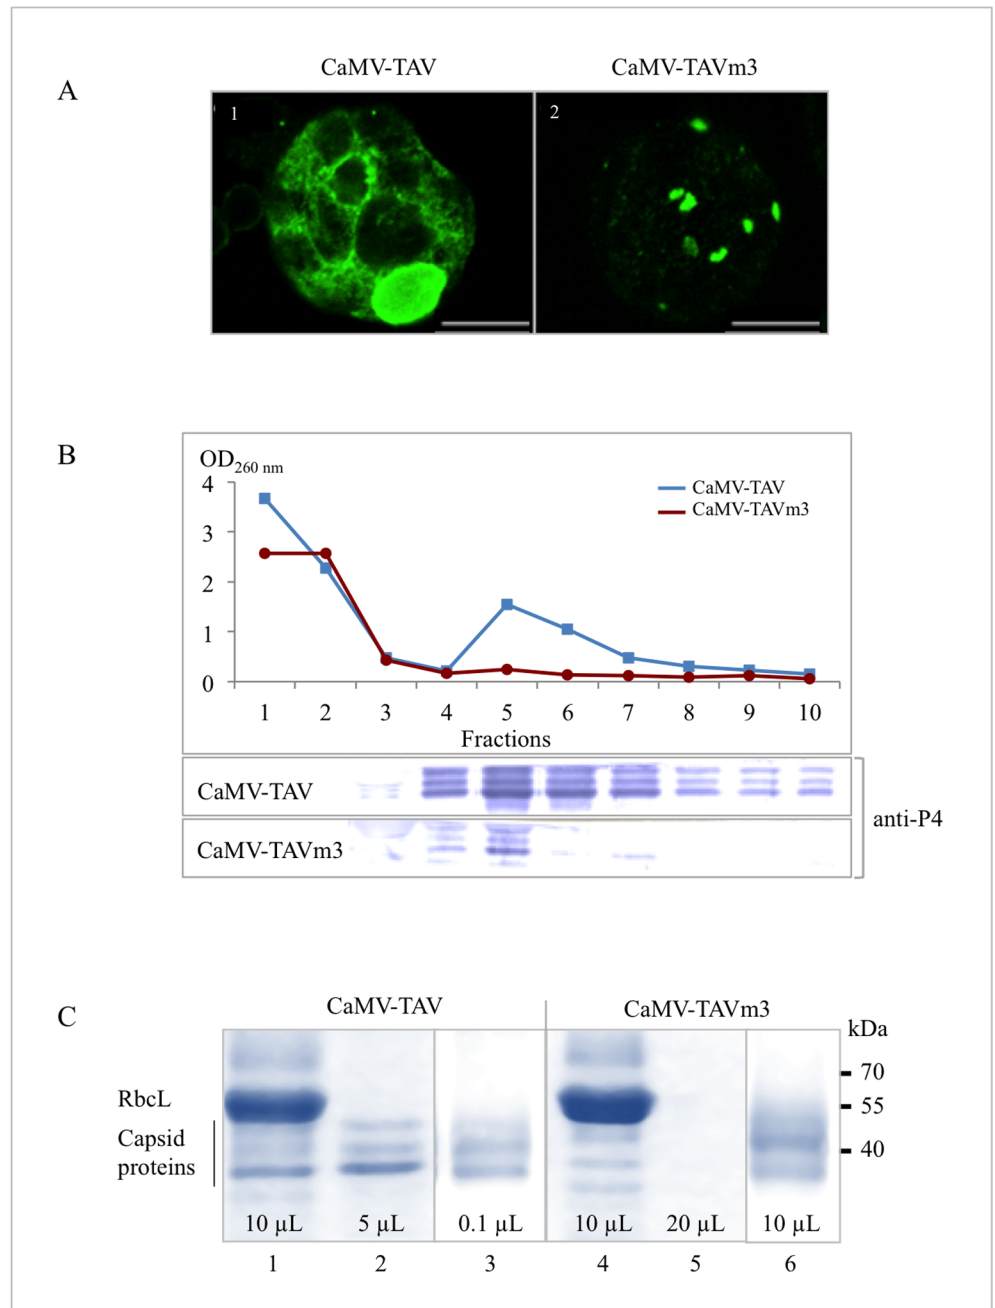 A
CaMV-TAV CaMV-TAVm3
1 2
B
OD260 nm
4
3
2
1
0
CaMV-TAV
CaMV-TAVm3
1 2 3 4 5 6 7 8 9 10
Fractions
CaMV-TAV
CaMV-TAVm3
anti-P4
C
CaMV-TAV CaMV-TAVm3
kDa
70
RbcL
55
Capsid
proteins
40
10 µL 5 µL 0.1 µL 10 µL 20 µL 10 µL
1 2 3 4 5 6